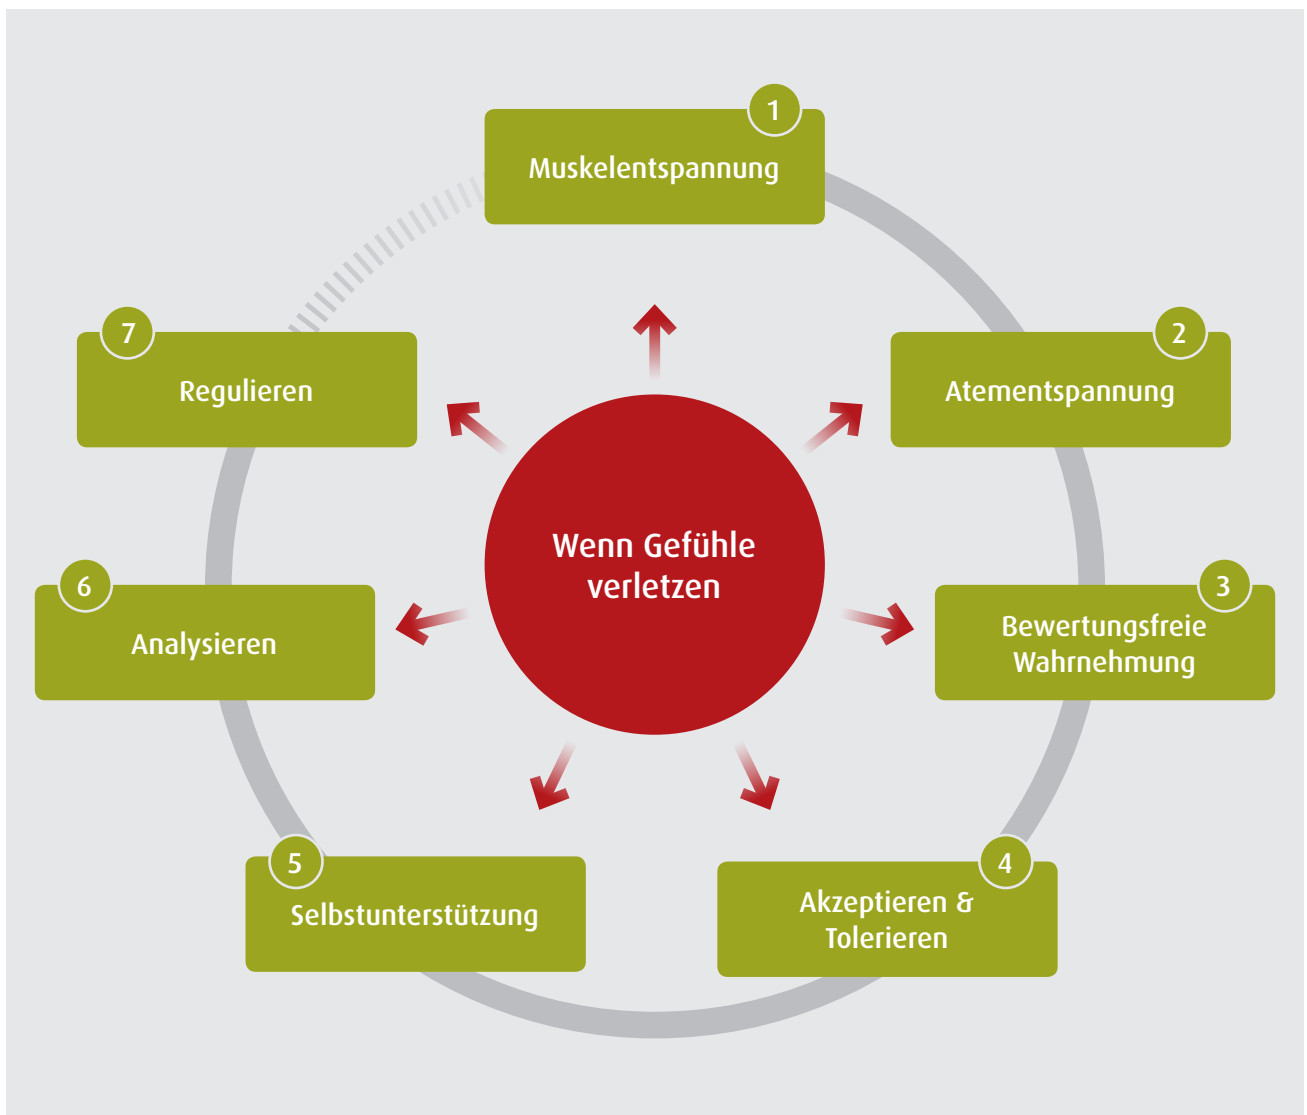 1
Muskelentspannung
2
Atementspannung
3
Bewertungsfreie
Wahrnehmung
4
Akzeptieren &
Tolerieren
5
Selbstunterstützung
6
Analysieren
7
Regulieren
Wenn Gefühle
verletzen